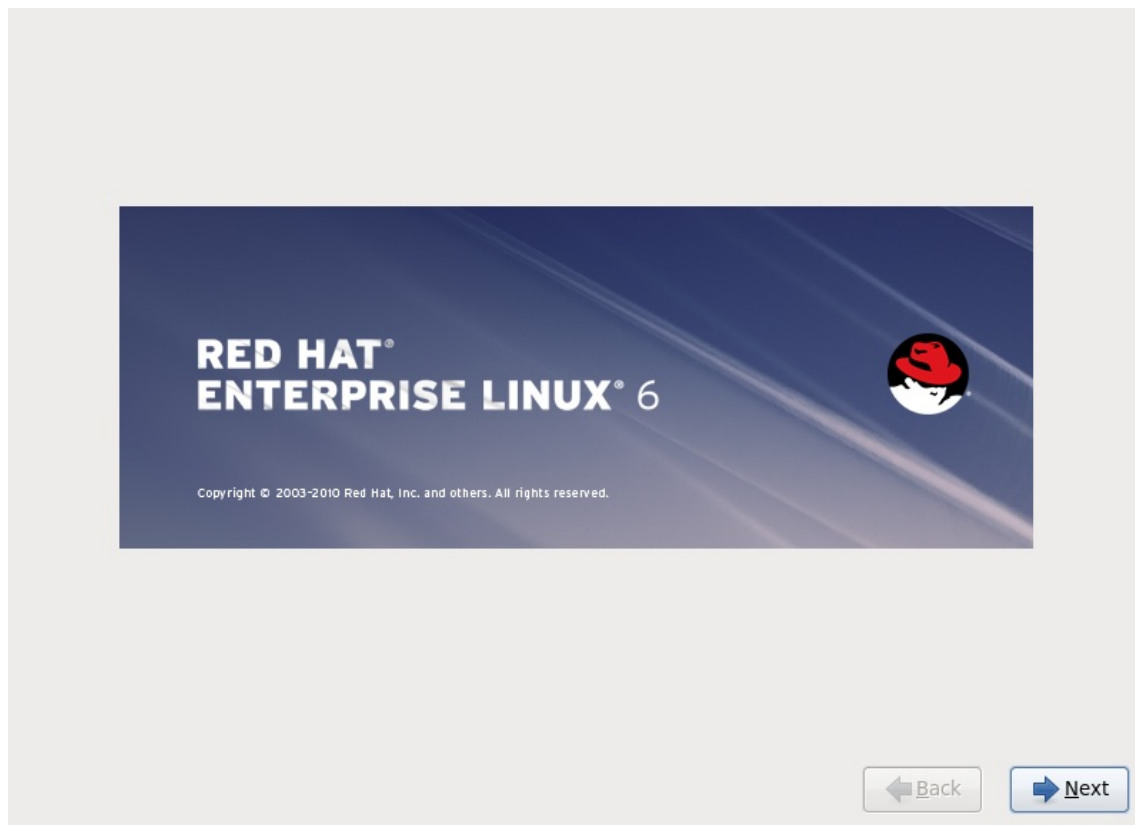 RED HAT®
ENTERPRISE LINUX® 6
Copyright © 2003-2010 Red Hat, Inc. and others. All rights reserved.
Back
Next